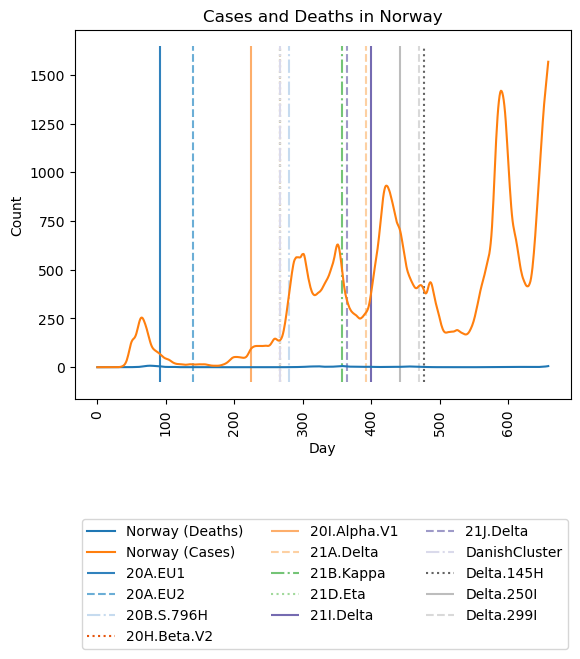 Cases and Deaths in Norway
Count
1500
1250
1000
750
500
250
0
0
100
200
300
400
500
600
Day
Norway (Deaths)
Norway (Cases)
20A.EU1
20A.EU2
20B.S.796H
20H.Beta.V2
20I.Alpha.V1
21A.Delta
21B.Kappa
21D.Eta
21I.Delta
21J.Delta
DanishCluster
Delta.145H
Delta.250I
Delta.299I